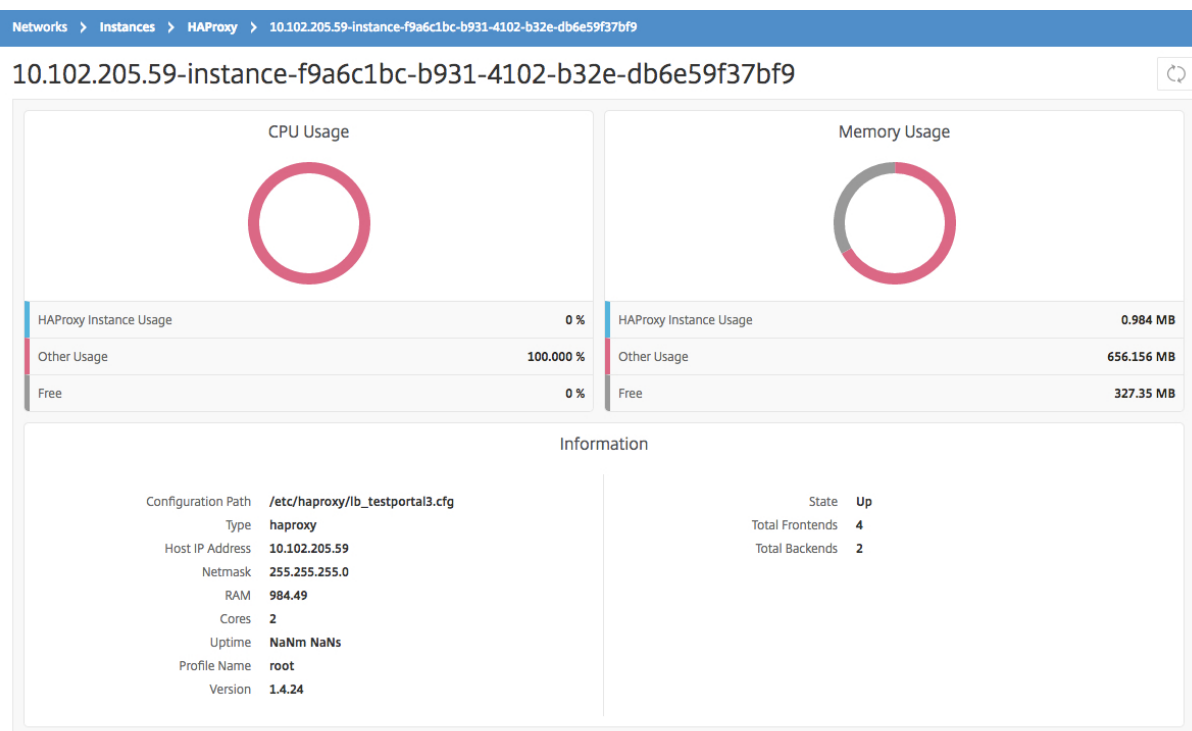 Networks > Instances > HAProxy > 10.102.205.59-instance-f9a6c1bc-b931-4102-b32e-db6e59f37bf9
10.102.205.59-instance-f9a6c1bc-b931-4102-b32e-db6e59f37bf9
CPU Usage
HAProxy Instance Usage 0 %
Other Usage 100.000 %
Free 0 %
Memory Usage
HAProxy Instance Usage 0.984 MB
Other Usage 656.156 MB
Free 327.35 MB
Information
Configuration Path /etc/haproxy/lb_testportal3.cfg
Type haproxy
Host IP Address 10.102.205.59
Netmask 255.255.255.0
RAM 984.49
Cores 2
Uptime NaNm NaNs
Profile Name root
Version 1.4.24
State Up
Total Frontends 4
Total Backends 2